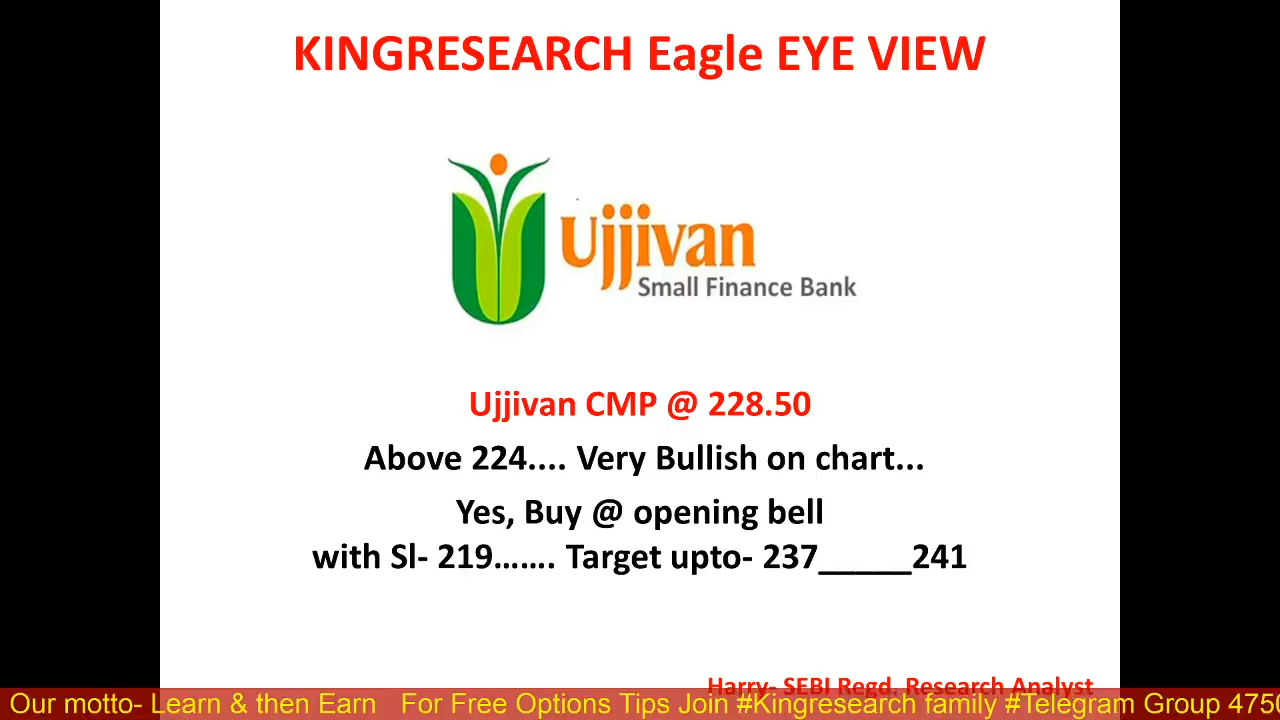 KINGRESEARCH Eagle EYE VIEW
Ujjivan
Small Finance Bank
Ujjivan CMP @ 228.50
Above 224.... Very Bullish on chart...
Yes, Buy @ opening bell
with Sl- 219....... Target upto- 237_____241
Harry- SEBI Regd. Research Analyst
Our motto- Learn & then Earn For Free Options Tips Join #Kingresearch family #Telegram Group 4750